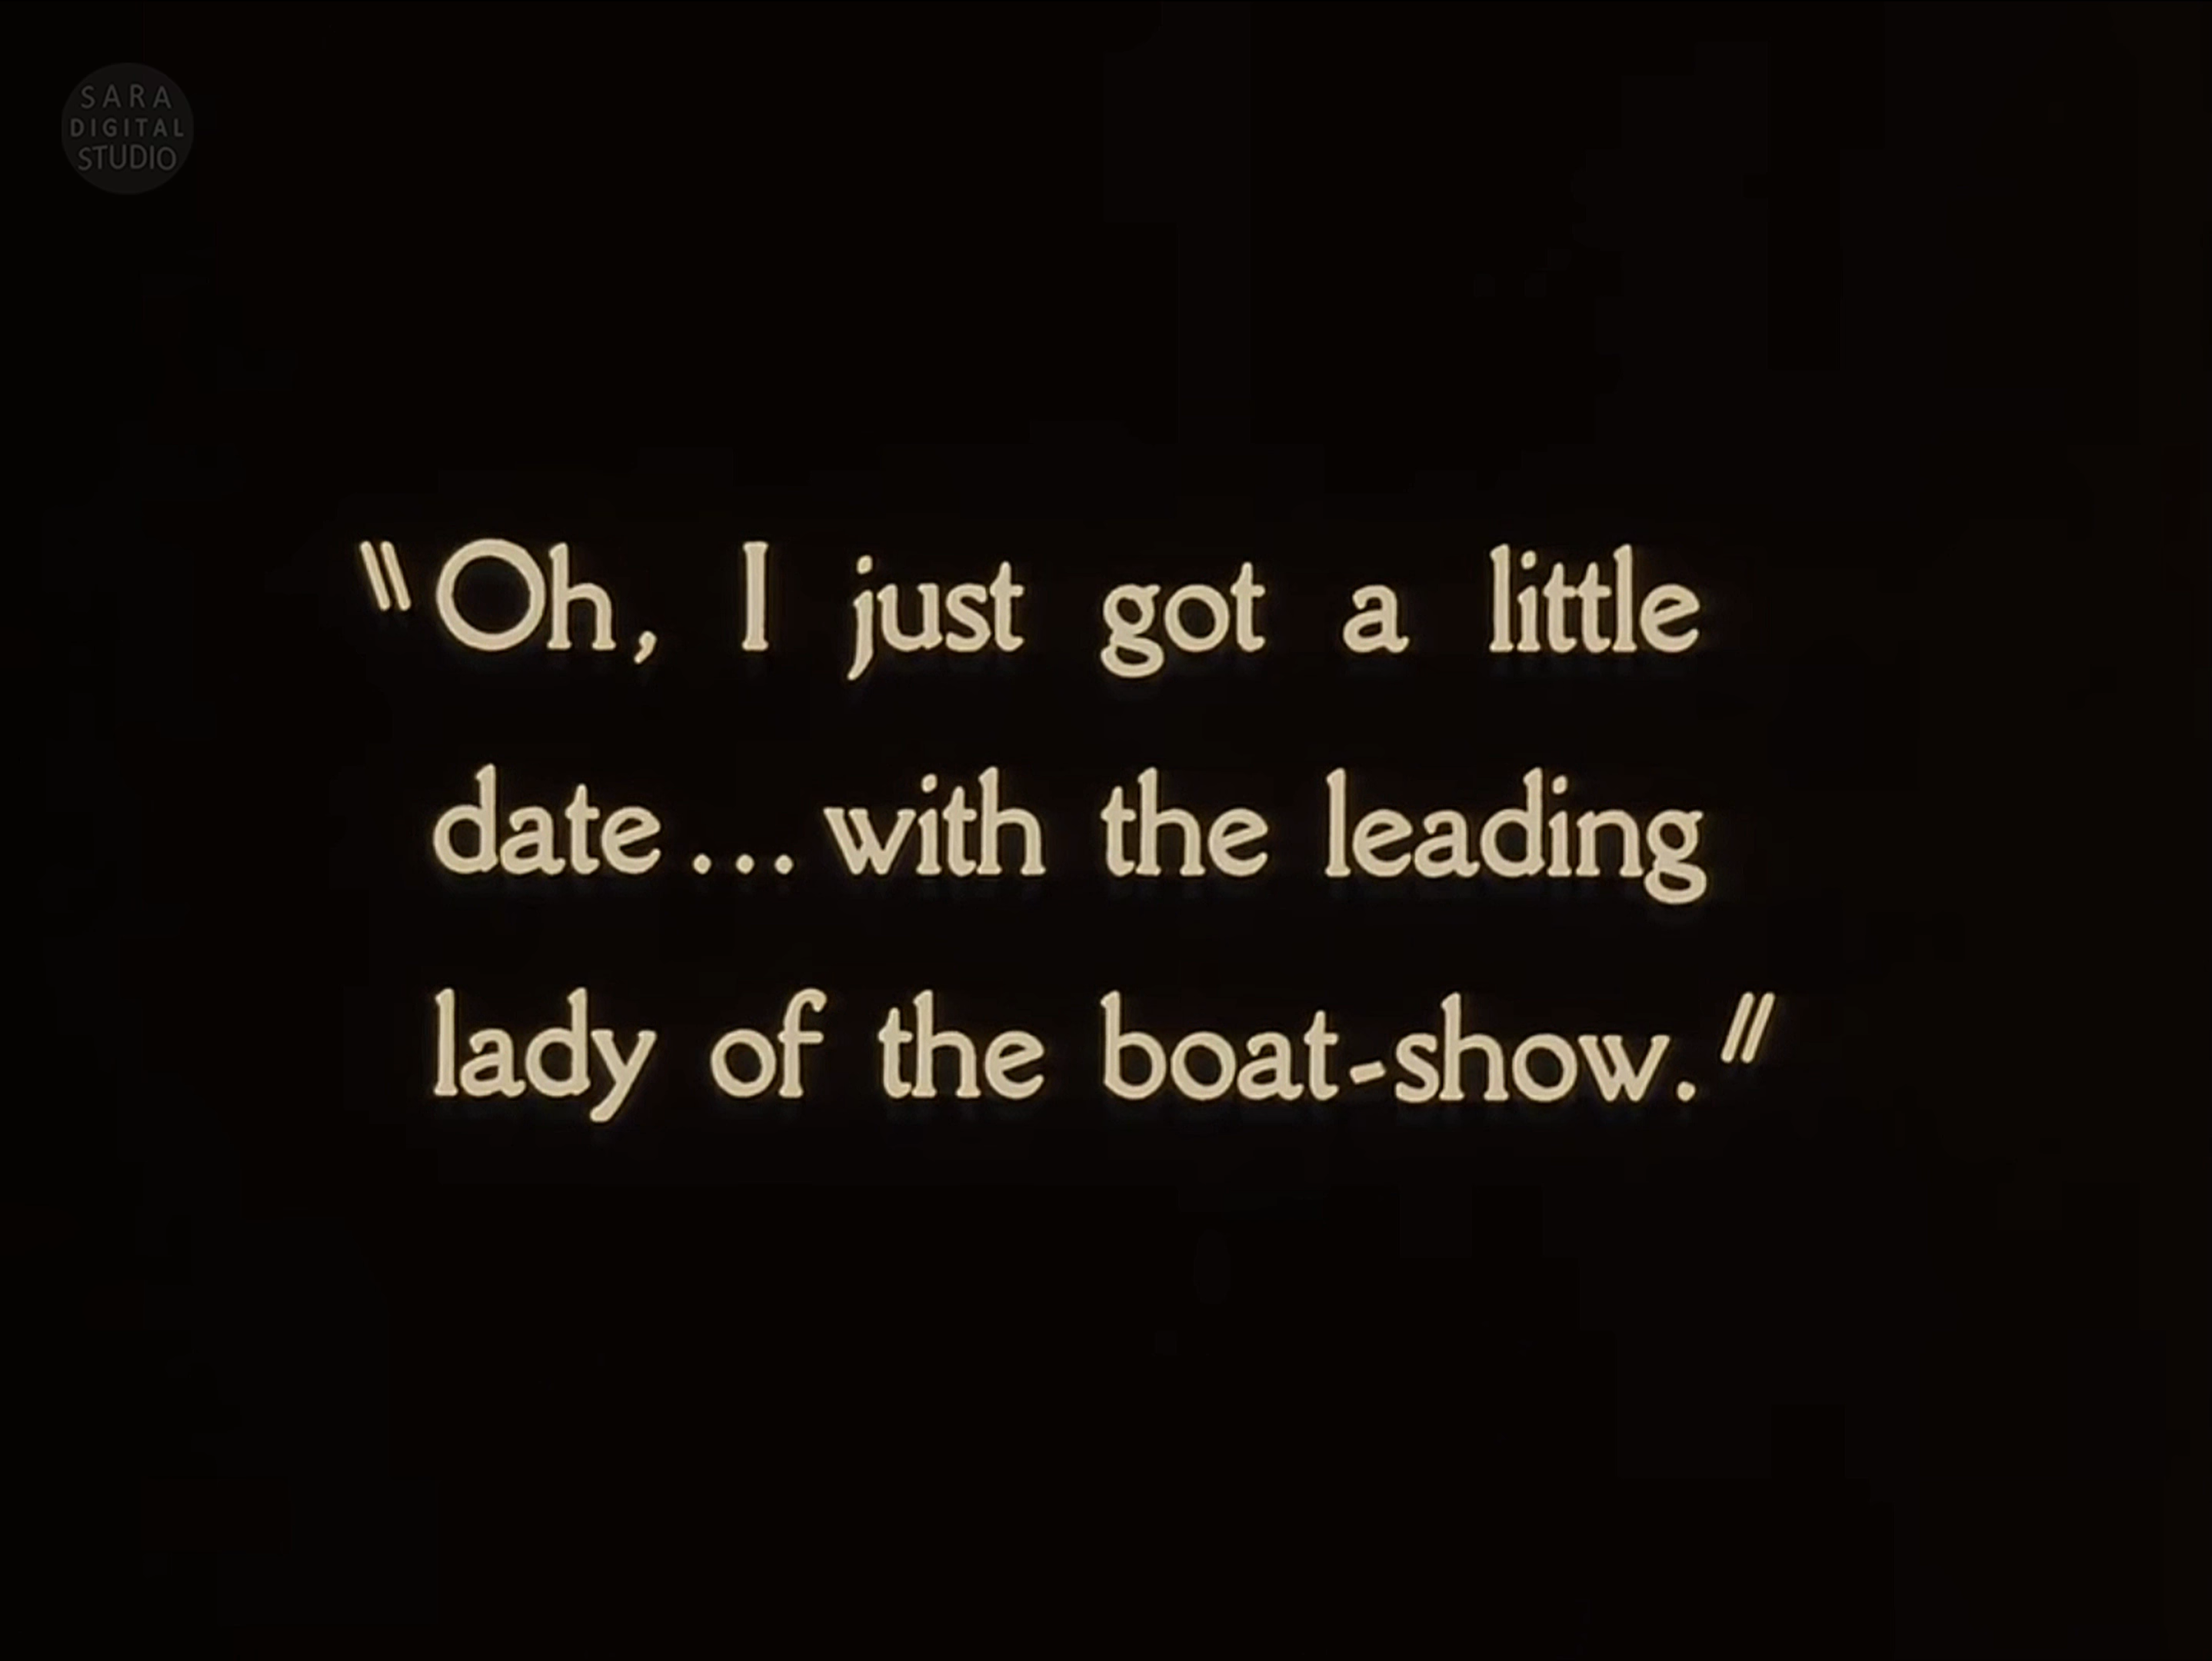 SARA
DIGITAL
STUDIO
"Oh, I just got a little
date... with the leading
lady of the boat-show."